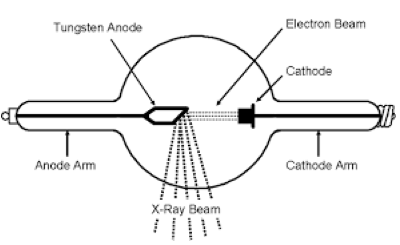 Tungsten Anode
Electron Beam
Cathode
Anode Arm
Cathode Arm
X-Ray Beam